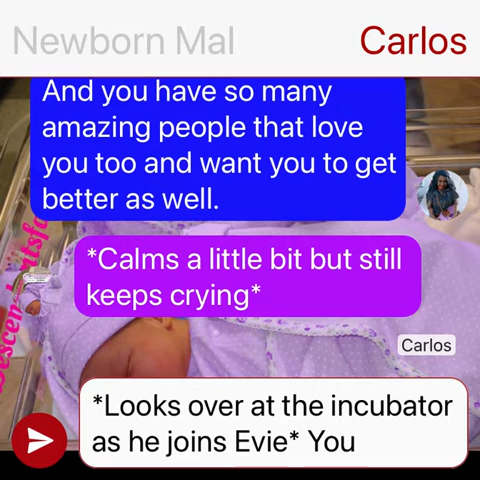 Newborn Mal
Carlos
And you have so many
amazing people that love
you too and want you to get
better as well.
*Calms a little bit but still
keeps crying*
Carlos
*Looks over at the incubator
as he joins Evie* You